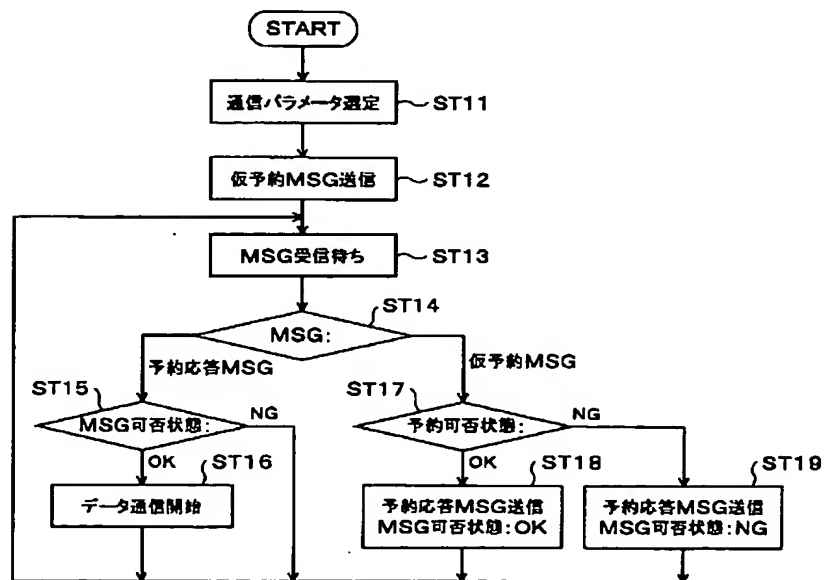 START
通信パラメータ選定
ST11
仮予約MSG送信
ST12
MSG受信待ち
ST13
ST14
MSG:
予約応答MSG
仮予約MSG
ST15
MSG可否状態:
NG
ST17
予約可否状態:
NG
OK
ST16
データ通信開始
OK
ST18
予約応答MSG送信
MSG可否状態:OK
ST19
予約応答MSG送信
MSG可否状態:NG